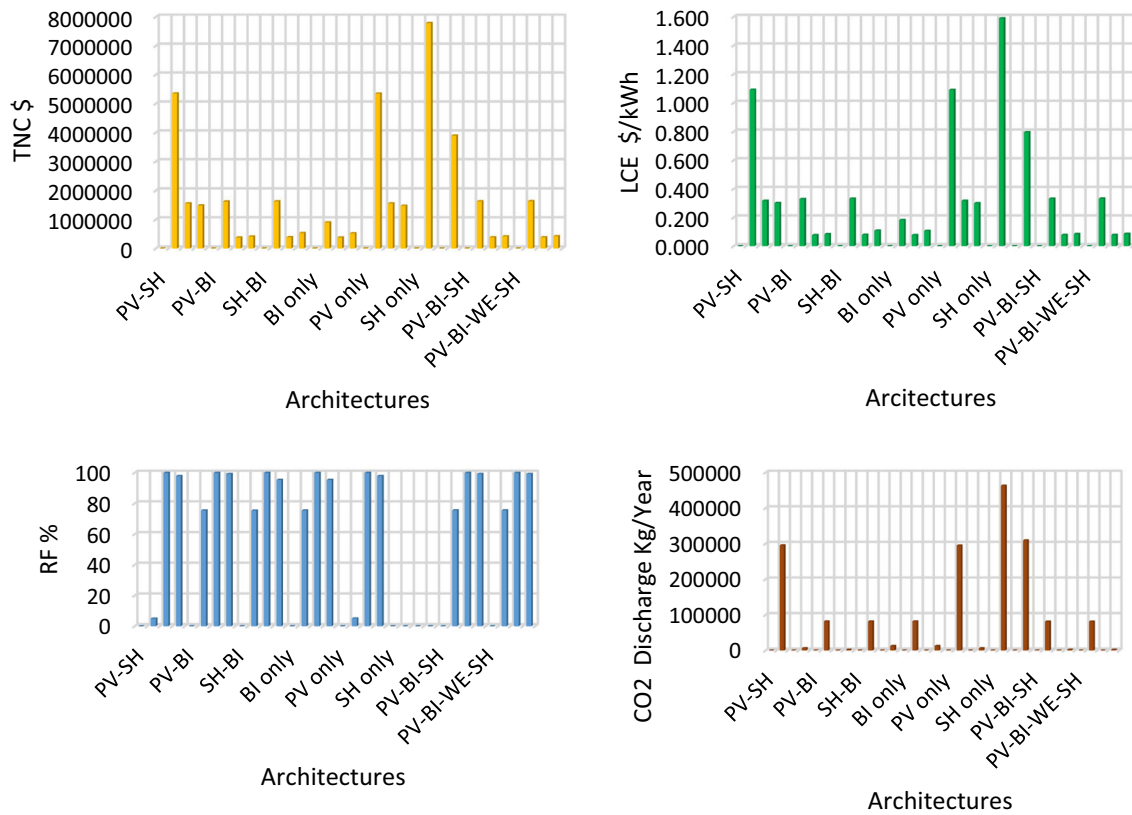 TNC $
8000000
7000000
6000000
5000000
4000000
3000000
2000000
1000000
0
PV-SH
PV-BI
SH-BI
BI only
PV only
SH only
PV-BI-SH
PV-BI-WE-SH
Architectures
LCE $/kWh
1.600
1.400
1.200
1.000
0.800
0.600
0.400
0.200
0.000
PV-SH
PV-BI
SH-BI
BI only
PV only
SH only
PV-BI-SH
PV-BI-WE-SH
Arcitectures
RF %
100
80
60
40
20
0
PV-SH
PV-BI
SH-BI
BI only
PV only
SH only
PV-BI-SH
PV-BI-WE-SH
Architectures
CO2 Discharge Kg/Year
500000
400000
300000
200000
100000
0
PV-SH
PV-BI
SH-BI
BI only
PV only
SH only
PV-BI-SH
PV-BI-WE-SH
Architectures